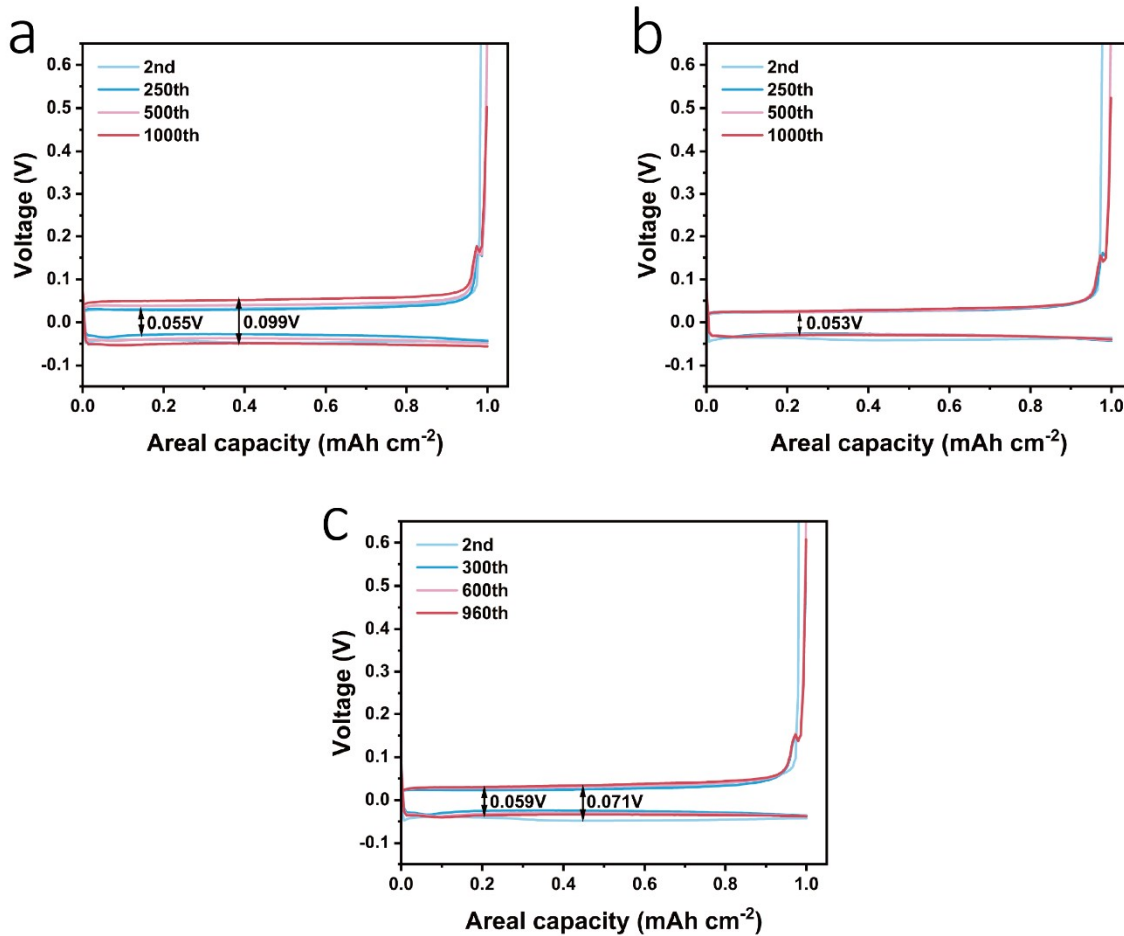 a
0.6
0.5
0.4
0.3
0.2
0.1
0.0
-0.1
Voltage (V)
2nd
250th
500th
1000th
0.055V
0.099V
0.0 0.2 0.4 0.6 0.8 1.0
Areal capacity (mAh cm⁻²)
b
0.6
0.5
0.4
0.3
0.2
0.1
0.0
-0.1
Voltage (V)
2nd
250th
500th
1000th
0.053V
0.0 0.2 0.4 0.6 0.8 1.0
Areal capacity (mAh cm⁻²)
c
0.6
0.5
0.4
0.3
0.2
0.1
0.0
-0.1
Voltage (V)
2nd
300th
600th
960th
0.059V
0.071V
0.0 0.2 0.4 0.6 0.8 1.0
Areal capacity (mAh cm⁻²)